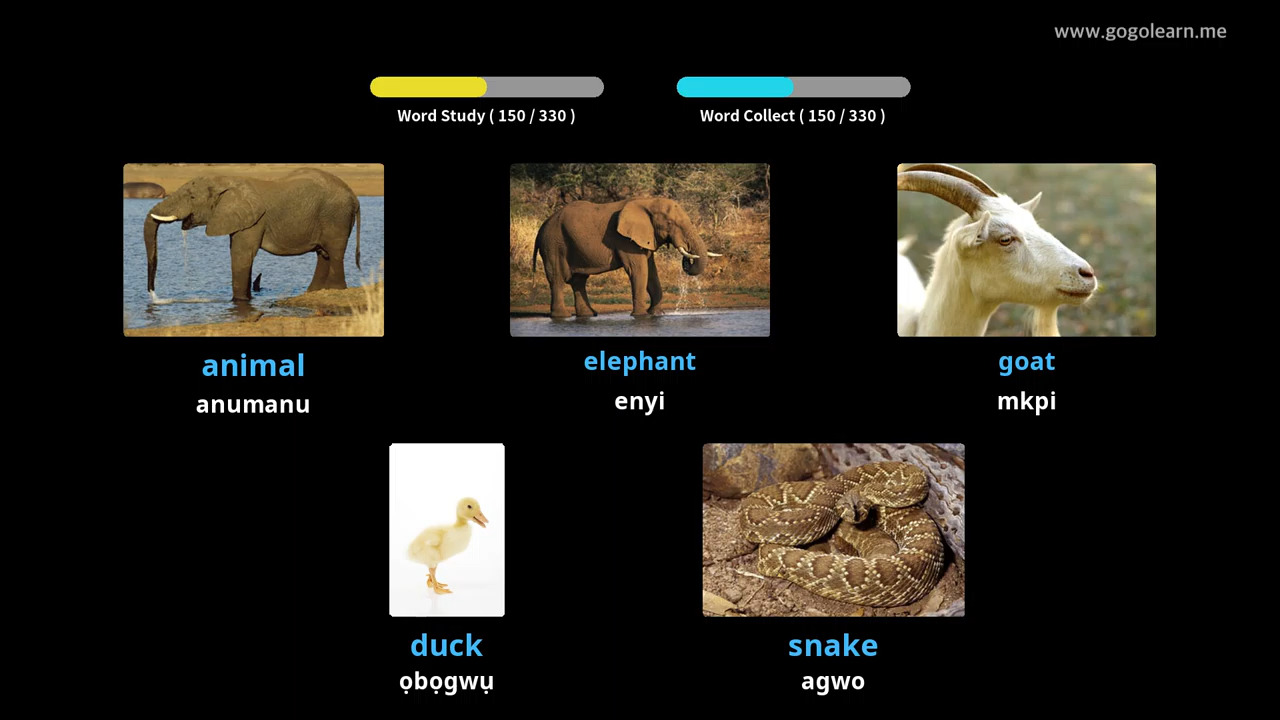 www.gogolearn.me
Word Study ( 150 / 330 )
Word Collect ( 150 / 330 )
animal
anumanu
elephant
enyi
goat
mkpi
duck
ọbọgwụ
snake
agwo